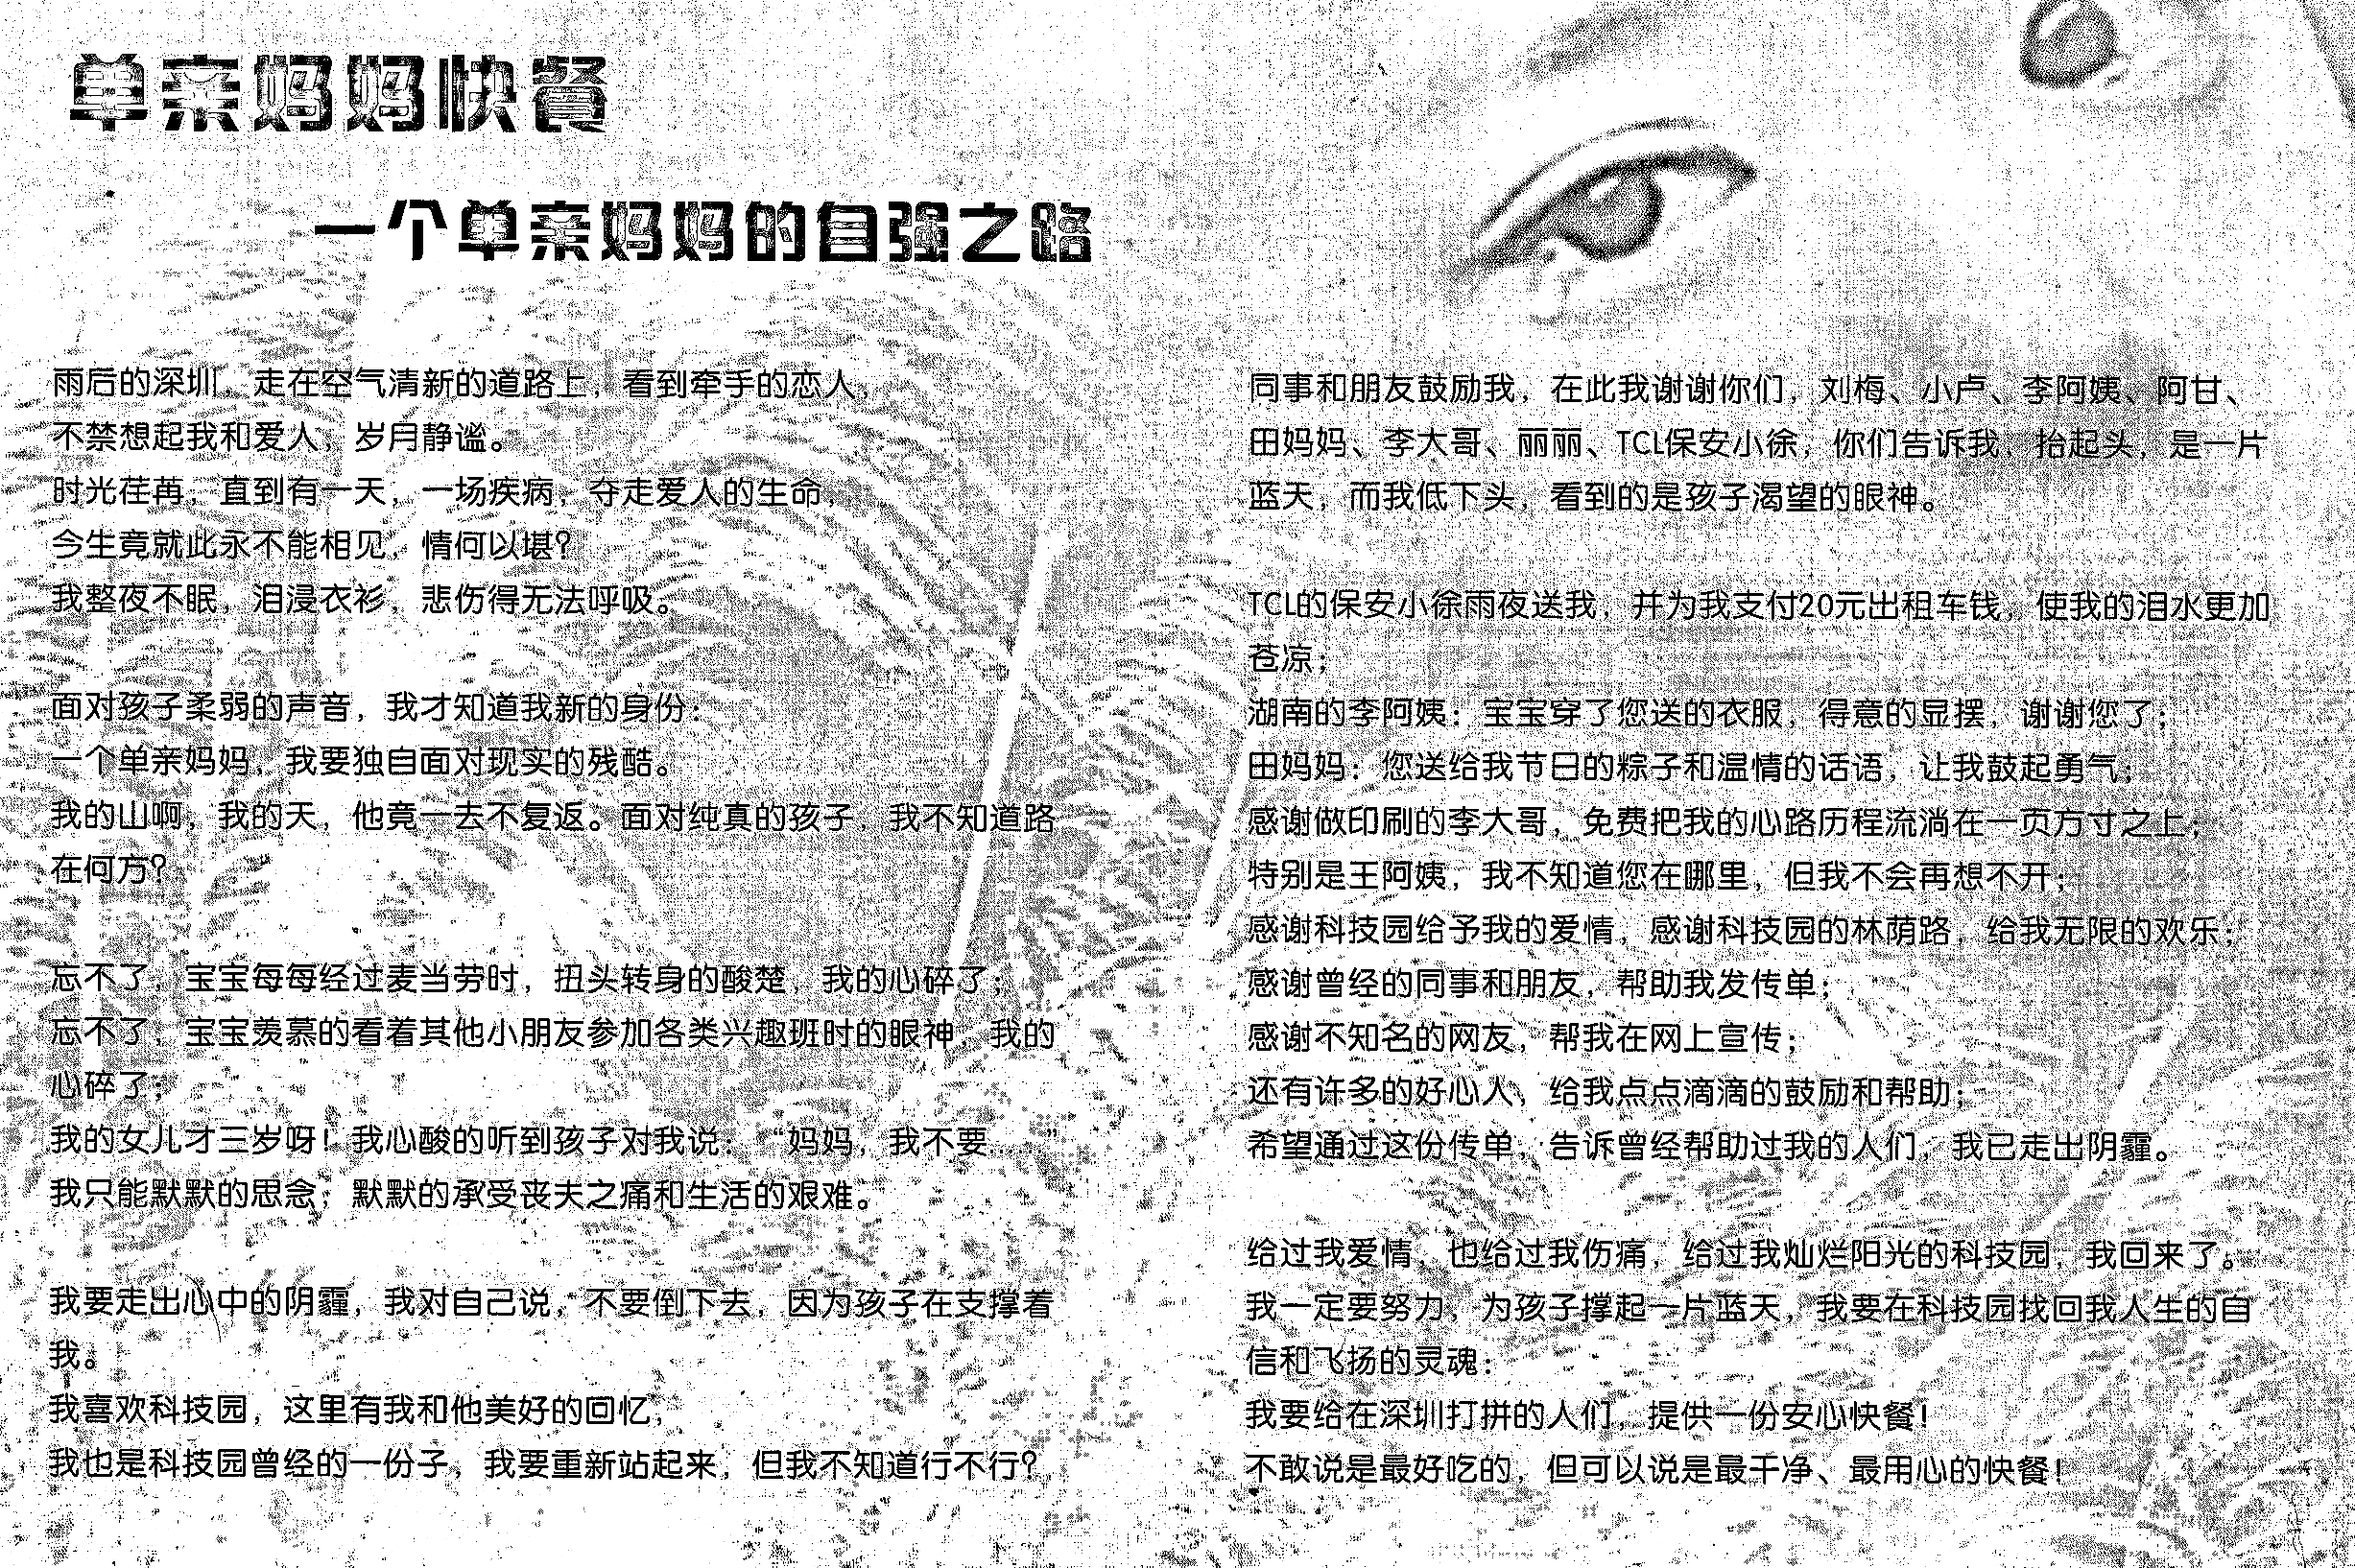 单亲妈妈快餐
一个单亲妈妈的自强之路
雨后的深圳，走在空气清新的道路上，看到牵手的恋人，
不禁想起我和爱人，岁月静谧。
时光荏苒，直到有一天，一场疾病，夺走爱人的生命，
今生竟就此永不能相见，情何以堪？
我整夜不眠，泪浸衣衫，悲伤得无法呼吸。
面对孩子柔弱的声音，我才知道我新的身份：
一个单亲妈妈，我要独自面对现实的残酷。
我的山啊，我的天，他竟一去不复返。面对纯真的孩子，我不知道路
在何方？
忘不了，宝宝每每经过麦当劳时，扭头转身的酸楚，我的心碎了；
忘不了，宝宝羡慕的看着其他小朋友参加各类兴趣班时的眼神，我的
心碎了；
我的女儿才三岁呀！我心酸的听到孩子对我说：“妈妈，我不要……”
我只能默默的思念，默默的承受丧夫之痛和生活的艰难。
我要走出心中的阴霾，我对自己说，不要倒下去，因为孩子在支撑着
我。
我喜欢科技园，这里有我和他美好的回忆，
我也是科技园曾经的一份子，我要重新站起来，但我不知道行不行？
同事和朋友鼓励我，在此我谢谢你们，刘梅、小卢、李阿姨、阿甘、
田妈妈、李大哥、丽丽、TCL保安小徐，你们告诉我，抬起头，是一片
蓝天，而我低下头，看到的是孩子渴望的眼神。
TCL的保安小徐雨夜送我，并为我支付20元出租车钱，使我的泪水更加
苍凉；
湖南的李阿姨：宝宝穿了您送的衣服，得意的显摆，谢谢您了；
田妈妈：您送给我节日的粽子和温情的话语，让我鼓起勇气；
感谢做印刷的李大哥，免费把我的心路历程流淌在一页方寸之上；
特别是王阿姨，我不知道您在哪里，但我不会再想不开；
感谢科技园给予我的爱情，感谢科技园的林荫路，给我无限的欢乐；
感谢曾经的同事和朋友，帮助我发传单；
感谢不知名的网友，帮我在网上宣传；
还有许多的好心人，给我点点滴滴的鼓励和帮助；
希望通过这份传单，告诉曾经帮助过我的人们，我已走出阴霾。
给过我爱情，也给过我伤痛，给过我灿烂阳光的科技园，我回来了。
我一定要努力，为孩子撑起一片蓝天，我要在科技园找回我人生的自
信和飞扬的灵魂：
我要给在深圳打拼的人们，提供一份安心快餐！
不敢说是最好吃的，但可以说是最干净、最用心的快餐！